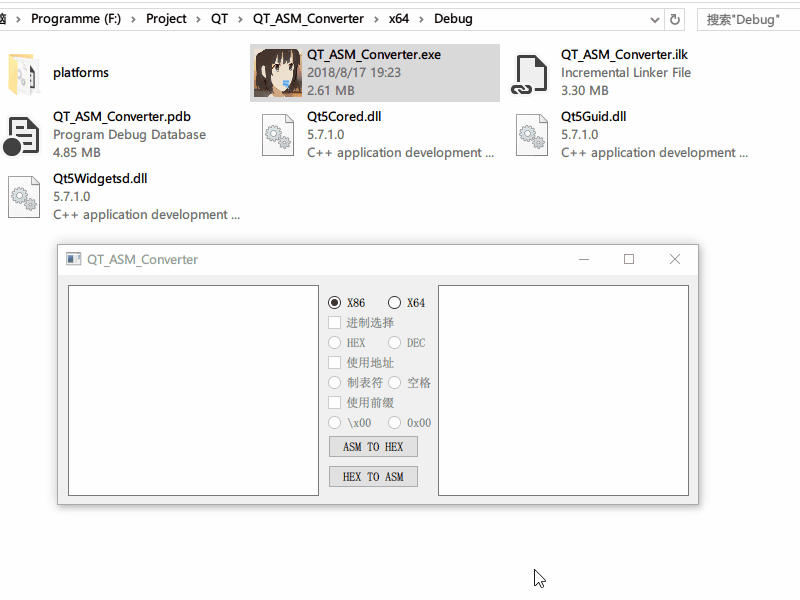 Programme (F:) › Project › QT › QT_ASM_Converter › x64 › Debug
搜索"Debug"
platforms
QT_ASM_Converter.exe
2018/8/17 19:23
2.61 MB
QT_ASM_Converter.ilk
Incremental Linker File
3.30 MB
QT_ASM_Converter.pdb
Program Debug Database
4.85 MB
Qt5Cored.dll
5.7.1.0
C++ application development ...
Qt5Guid.dll
5.7.1.0
C++ application development ...
Qt5Widgetsd.dll
5.7.1.0
C++ application development ...
QT_ASM_Converter
X86 X64
进制选择
HEX DEC
使用地址
制表符 空格
使用前缀
\x00 0x00
ASM TO HEX
HEX TO ASM